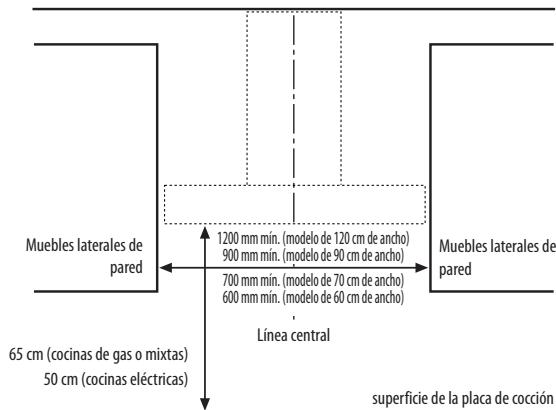 1200 mm mín. (modelo de 120 cm de ancho)
900 mm mín. (modelo de 90 cm de ancho)
Muebles laterales de
pared
Muebles laterales de
pared
700 mm mín. (modelo de 70 cm de ancho)
600 mm mín. (modelo de 60 cm de ancho)
Línea central
65 cm (cocinas de gas o mixtas)
50 cm (cocinas eléctricas)
superficie de la placa de cocción